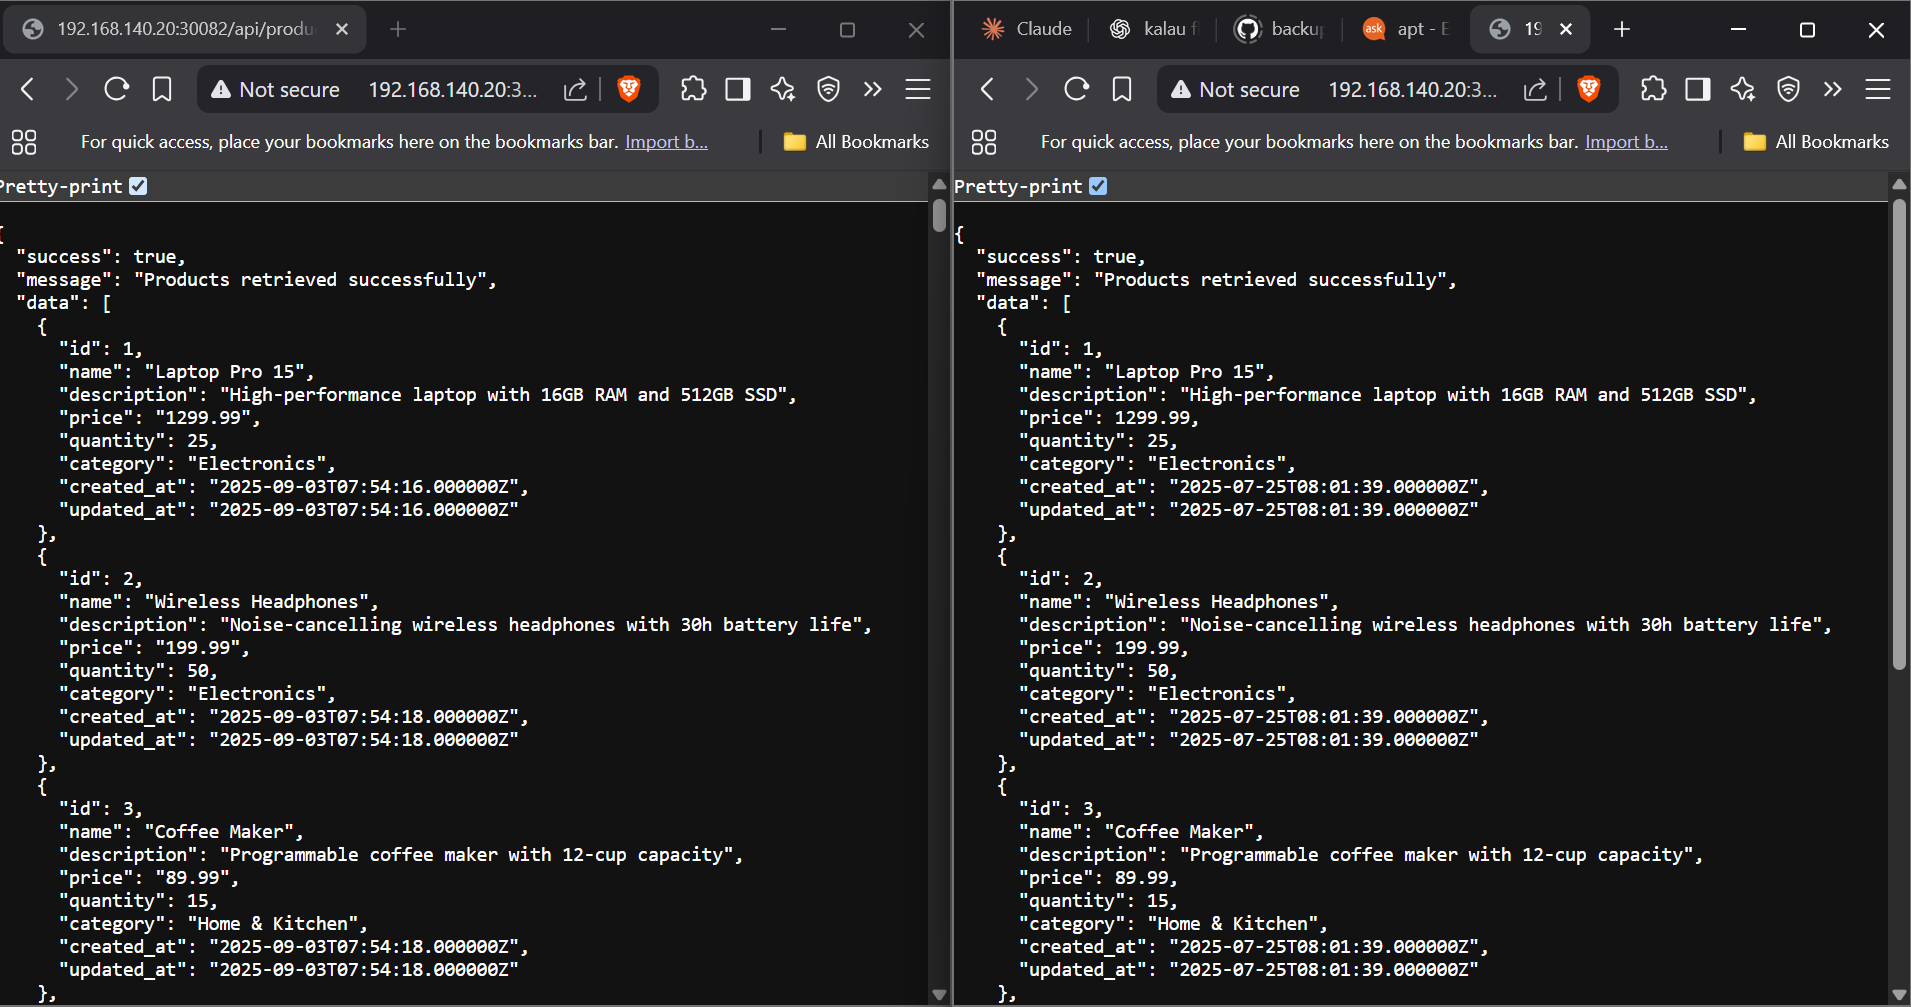 192.168.140.20:30082/api/produ
Not secure 192.168.140.20:3...
For quick access, place your bookmarks here on the bookmarks bar. Import b... All Bookmarks
Pretty-print
{
"success": true,
"message": "Products retrieved successfully",
"data": [
{
"id": 1,
"name": "Laptop Pro 15",
"description": "High-performance laptop with 16GB RAM and 512GB SSD",
"price": "1299.99",
"quantity": 25,
"category": "Electronics",
"created_at": "2025-09-03T07:54:16.000000Z",
"updated_at": "2025-09-03T07:54:16.000000Z"
},
{
"id": 2,
"name": "Wireless Headphones",
"description": "Noise-cancelling wireless headphones with 30h battery life",
"price": "199.99",
"quantity": 50,
"category": "Electronics",
"created_at": "2025-09-03T07:54:18.000000Z",
"updated_at": "2025-09-03T07:54:18.000000Z"
},
{
"id": 3,
"name": "Coffee Maker",
"description": "Programmable coffee maker with 12-cup capacity",
"price": "89.99",
"quantity": 15,
"category": "Home & Kitchen",
"created_at": "2025-09-03T07:54:18.000000Z",
"updated_at": "2025-09-03T07:54:18.000000Z"
},
Claude kalau f backup ask apt - E 19
Not secure 192.168.140.20:3...
For quick access, place your bookmarks here on the bookmarks bar. Import b... All Bookmarks
Pretty-print
{
"success": true,
"message": "Products retrieved successfully",
"data": [
{
"id": 1,
"name": "Laptop Pro 15",
"description": "High-performance laptop with 16GB RAM and 512GB SSD",
"price": 1299.99,
"quantity": 25,
"category": "Electronics",
"created_at": "2025-07-25T08:01:39.000000Z",
"updated_at": "2025-07-25T08:01:39.000000Z"
},
{
"id": 2,
"name": "Wireless Headphones",
"description": "Noise-cancelling wireless headphones with 30h battery life",
"price": 199.99,
"quantity": 50,
"category": "Electronics",
"created_at": "2025-07-25T08:01:39.000000Z",
"updated_at": "2025-07-25T08:01:39.000000Z"
},
{
"id": 3,
"name": "Coffee Maker",
"description": "Programmable coffee maker with 12-cup capacity",
"price": 89.99,
"quantity": 15,
"category": "Home & Kitchen",
"created_at": "2025-07-25T08:01:39.000000Z",
"updated_at": "2025-07-25T08:01:39.000000Z"
},